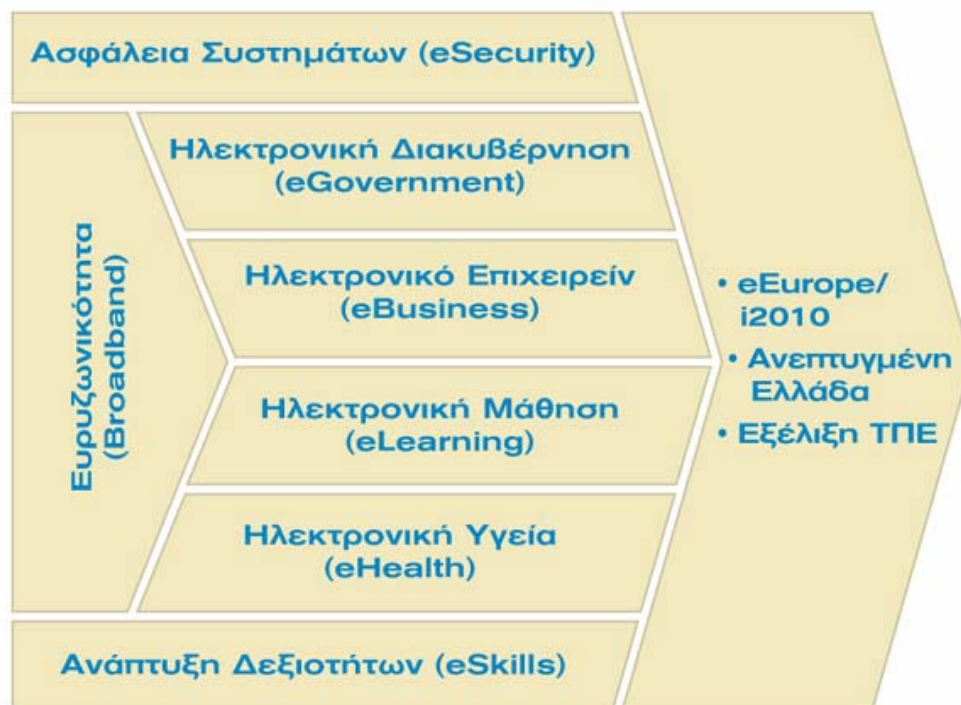 Ασφάλεια Συστημάτων (eSecurity)
Ευρυζωνικότητα
(Broadband)
Ηλεκτρονική Διακυβέρνηση
(eGovernment)
Ηλεκτρονικό Επιχειρείν
(eBusiness)
Ηλεκτρονική Μάθηση
(eLearning)
Ηλεκτρονική Υγεία
(eHealth)
Ανάπτυξη Δεξιοτήτων (eSkills)
• eEurope/
i2010
• Ανεπτυγμένη
Ελλάδα
• Εξέλιξη ΤΠΕ